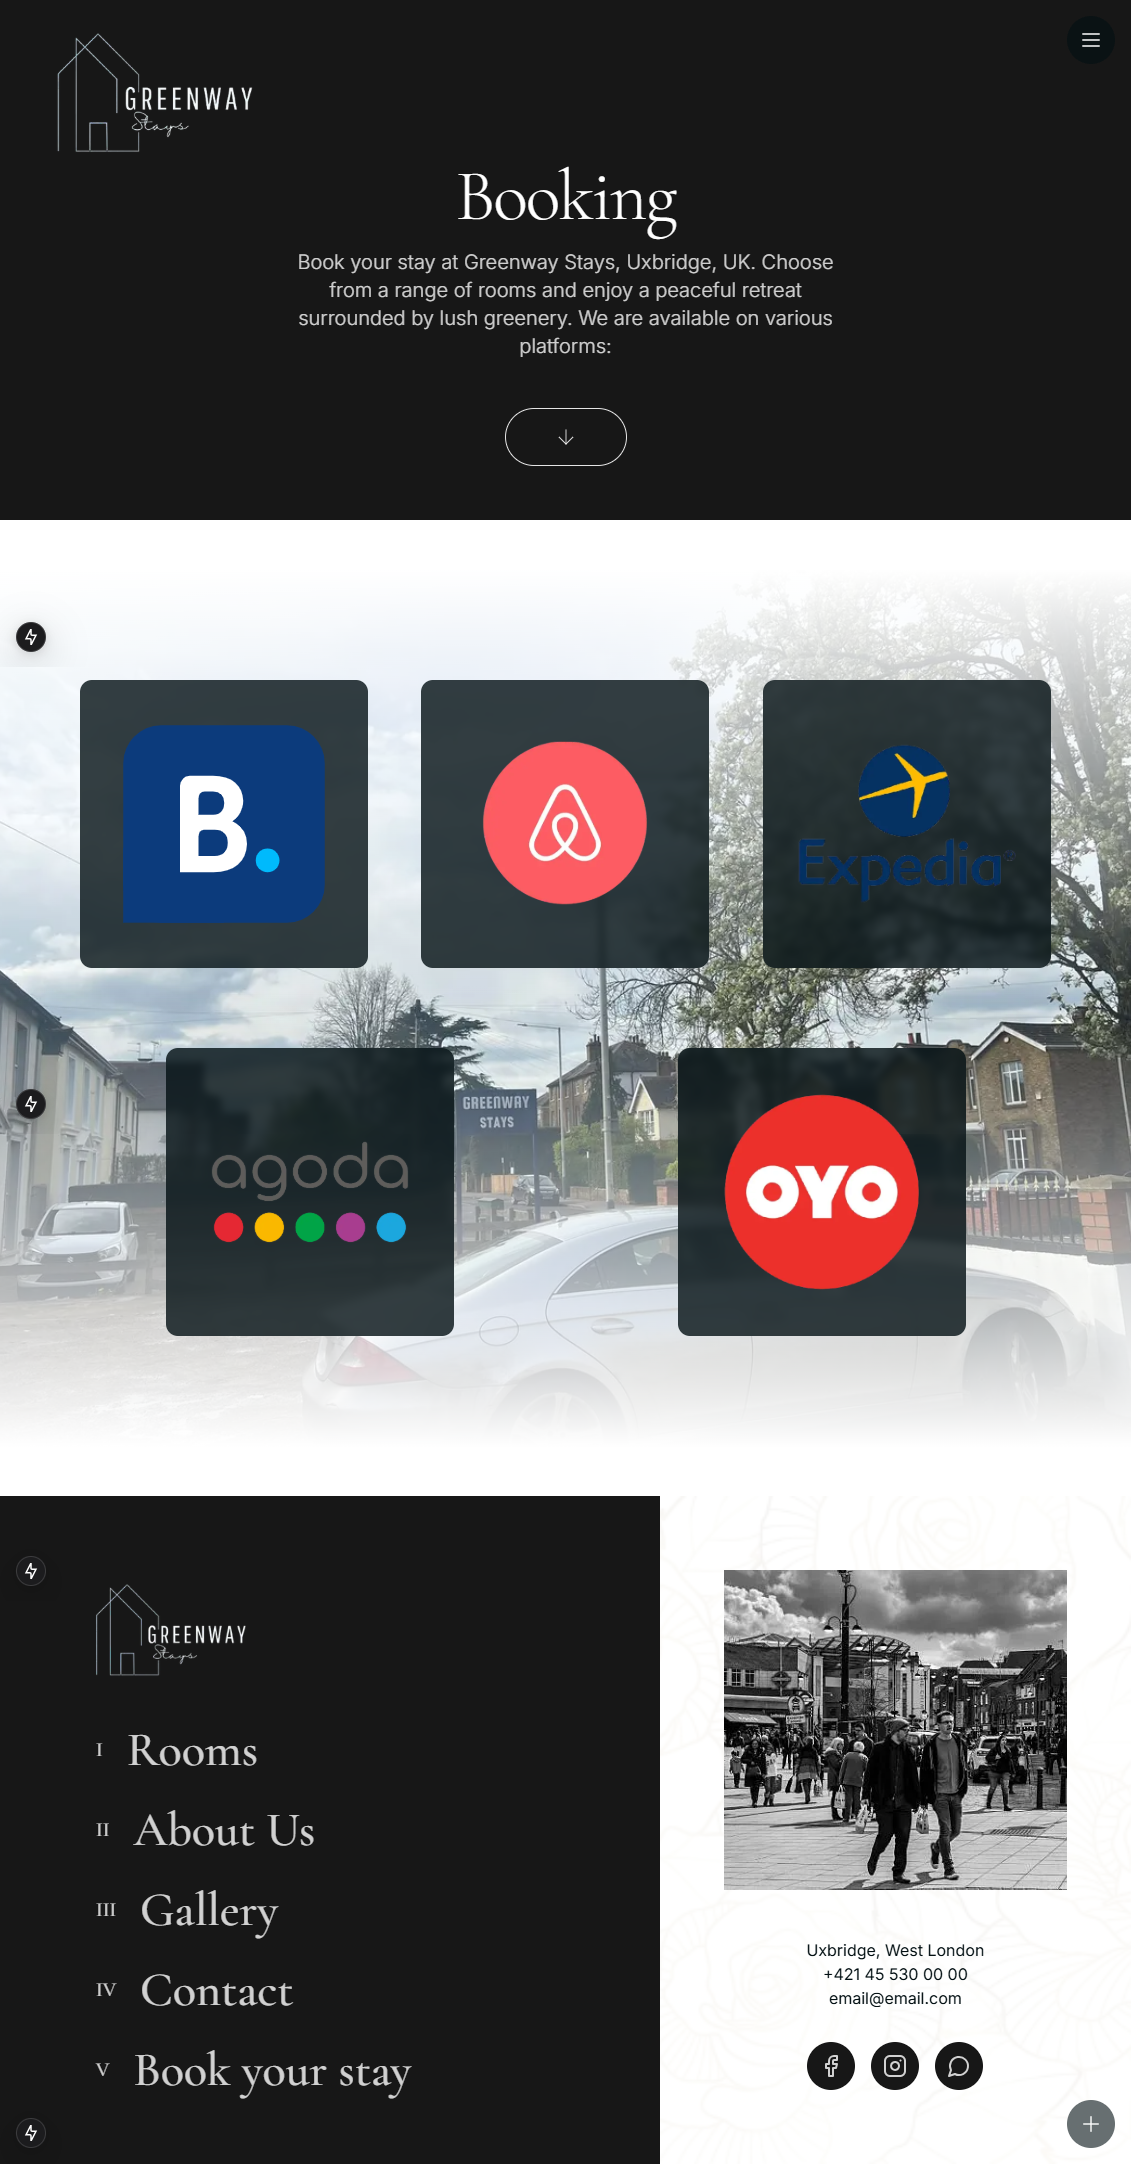 GREENWAY
Stays
Booking
Book your stay at Greenway Stays, Uxbridge, UK. Choose
from a range of rooms and enjoy a peaceful retreat
surrounded by lush greenery. We are available on various
platforms:
B.
Expedia®
GREENWAY
STAYS
agoda
OYO
GREENWAY
Stays
I Rooms
II About Us
III Gallery
IV Contact
V Book your stay
Uxbridge, West London
+421 45 530 00 00
email@email.com